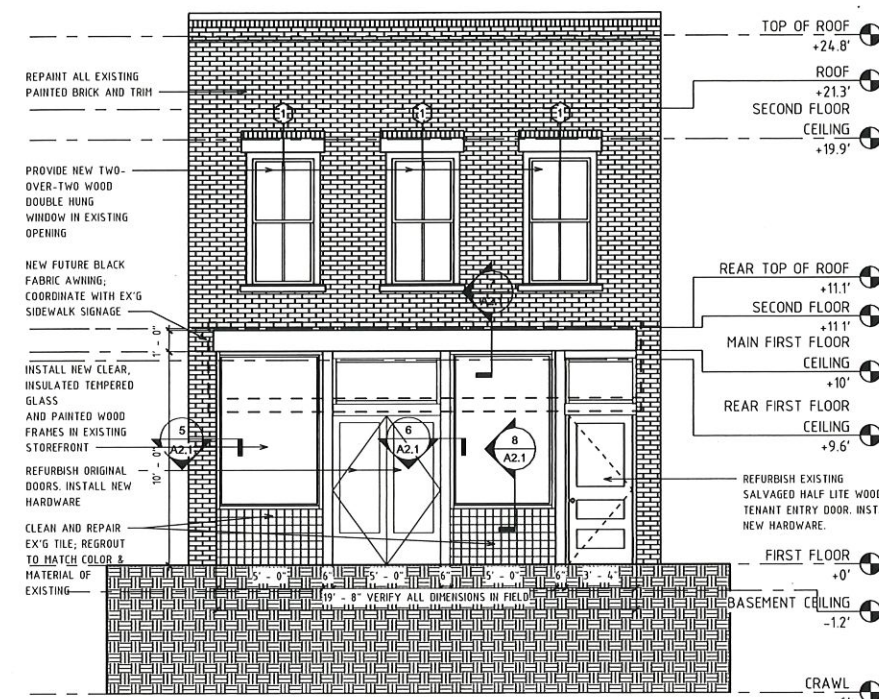 REPAINT ALL EXISTING
PAINTED BRICK AND TRIM
PROVIDE NEW TWO-
OVER-TWO WOOD
DOUBLE HUNG
WINDOW IN EXISTING
OPENING
NEW FUTURE BLACK
FABRIC AWNING;
COORDINATE WITH EX'G
SIDEWALK SIGNAGE
INSTALL NEW CLEAR,
INSULATED TEMPERED
GLASS
AND PAINTED WOOD
FRAMES IN EXISTING
STOREFRONT
REFURBISH ORIGINAL
DOORS. INSTALL NEW
HARDWARE
CLEAN AND REPAIR
EX'G TILE; REGROUT
TO MATCH COLOR &
MATERIAL OF
EXISTING
1' - 0"
10' - 0"
1
1
1
7
A2.1
5
A2.1
6
A2.1
8
A2.1
5' - 0"
6"
5' - 0"
6"
5' - 0"
6"
3' - 4"
19' - 8" VERIFY ALL DIMENSIONS IN FIELD
TOP OF ROOF
+24.8'
ROOF
+21.3'
SECOND FLOOR
CEILING
+19.9'
REAR TOP OF ROOF
+11.1'
SECOND FLOOR
+11 1'
MAIN FIRST FLOOR
CEILING
+10'
REAR FIRST FLOOR
CEILING
+9.6'
REFURBISH EXISTING
SALVAGED HALF LITE WOOD
TENANT ENTRY DOOR. INST
NEW HARDWARE.
FIRST FLOOR
+0'
BASEMENT CEILING
-1.2'
CRAWL